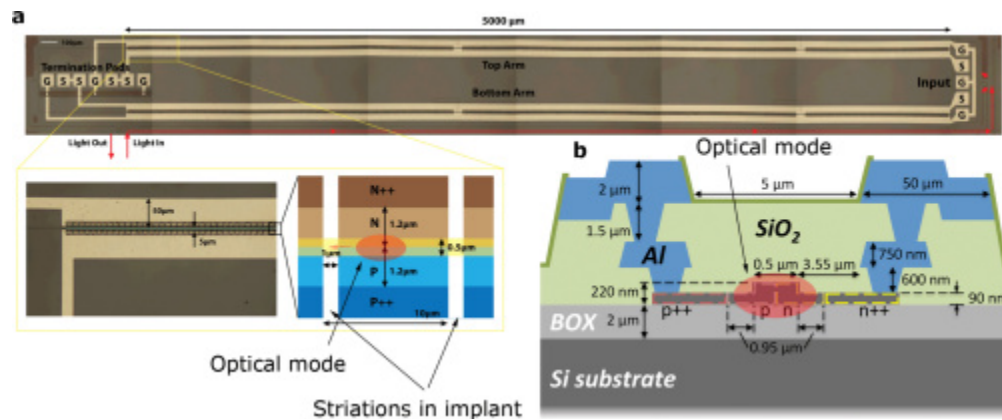 a
5000 µm
Termination Pads
G S S G S S G
Top Arm
Bottom Arm
Input
G
S
G
S
G
Light Out
Light In
50µm
5µm
N++
N
1.2µm
0.5µm
1µm
P
1.2µm
P++
10µm
Optical mode
Striations in implant
b
Optical mode
2 µm
5 µm
50 µm
1.5 µm
SiO2
Al
0.5 µm
3.55 µm
750 nm
600 nm
220 nm
90 nm
p++
p
n
n++
BOX
2 µm
0.95 µm
Si substrate